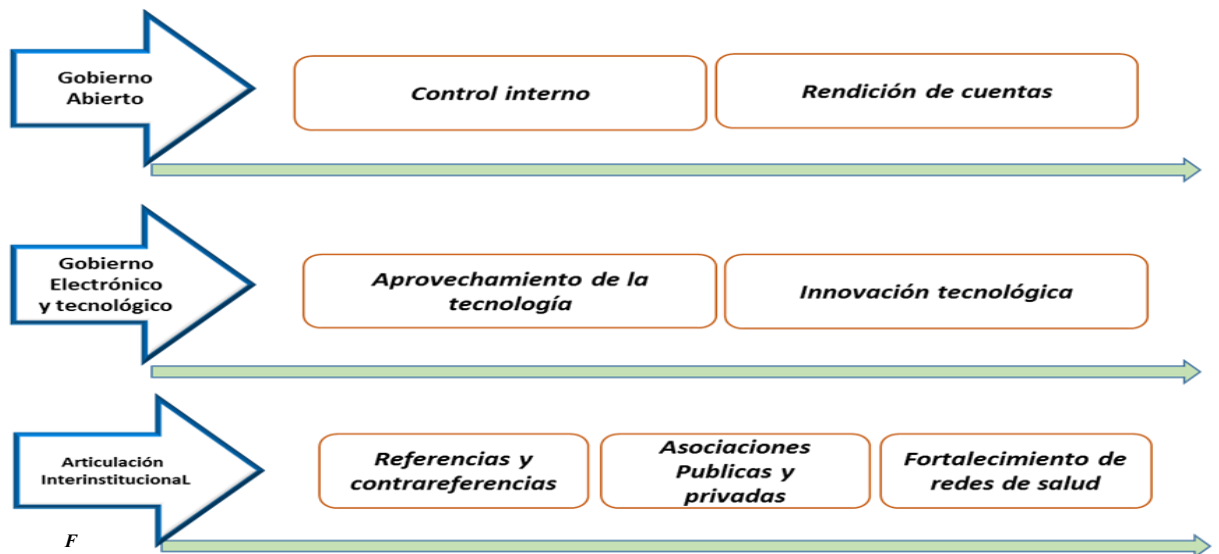 Gobierno
Abierto
Control interno
Rendición de cuentas
Gobierno
Electrónico
y tecnológico
Aprovechamiento de la
tecnología
Innovación tecnológica
Articulación
InterinstitucionaL
Referencias y
contrareferencias
Asociaciones
Publicas y
privadas
Fortalecimiento de
redes de salud
F